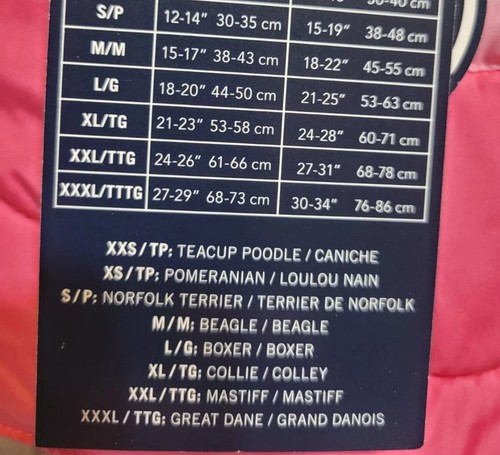 30-40 cm
S/P 12-14" 30-35 cm 15-19" 38-48 cm
M/M 15-17" 38-43 cm 18-22" 45-55 cm
L/G 18-20" 44-50 cm 21-25" 53-63 cm
XL/TG 21-23" 53-58 cm 24-28" 60-71 cm
XXL/TTG 24-26" 61-66 cm 27-31" 68-78 cm
XXXL/TTTG 27-29" 68-73 cm 30-34" 76-86 cm
XXS/TP: TEACUP POODLE / CANICHE
XS/TP: POMERANIAN / LOULOU NAIN
S/P: NORFOLK TERRIER / TERRIER DE NORFOLK
M/M: BEAGLE / BEAGLE
L/G: BOXER / BOXER
XL/TG: COLLIE / COLLEY
XXL/TTG: MASTIFF / MASTIFF
XXXL/TTG: GREAT DANE / GRAND DANOIS